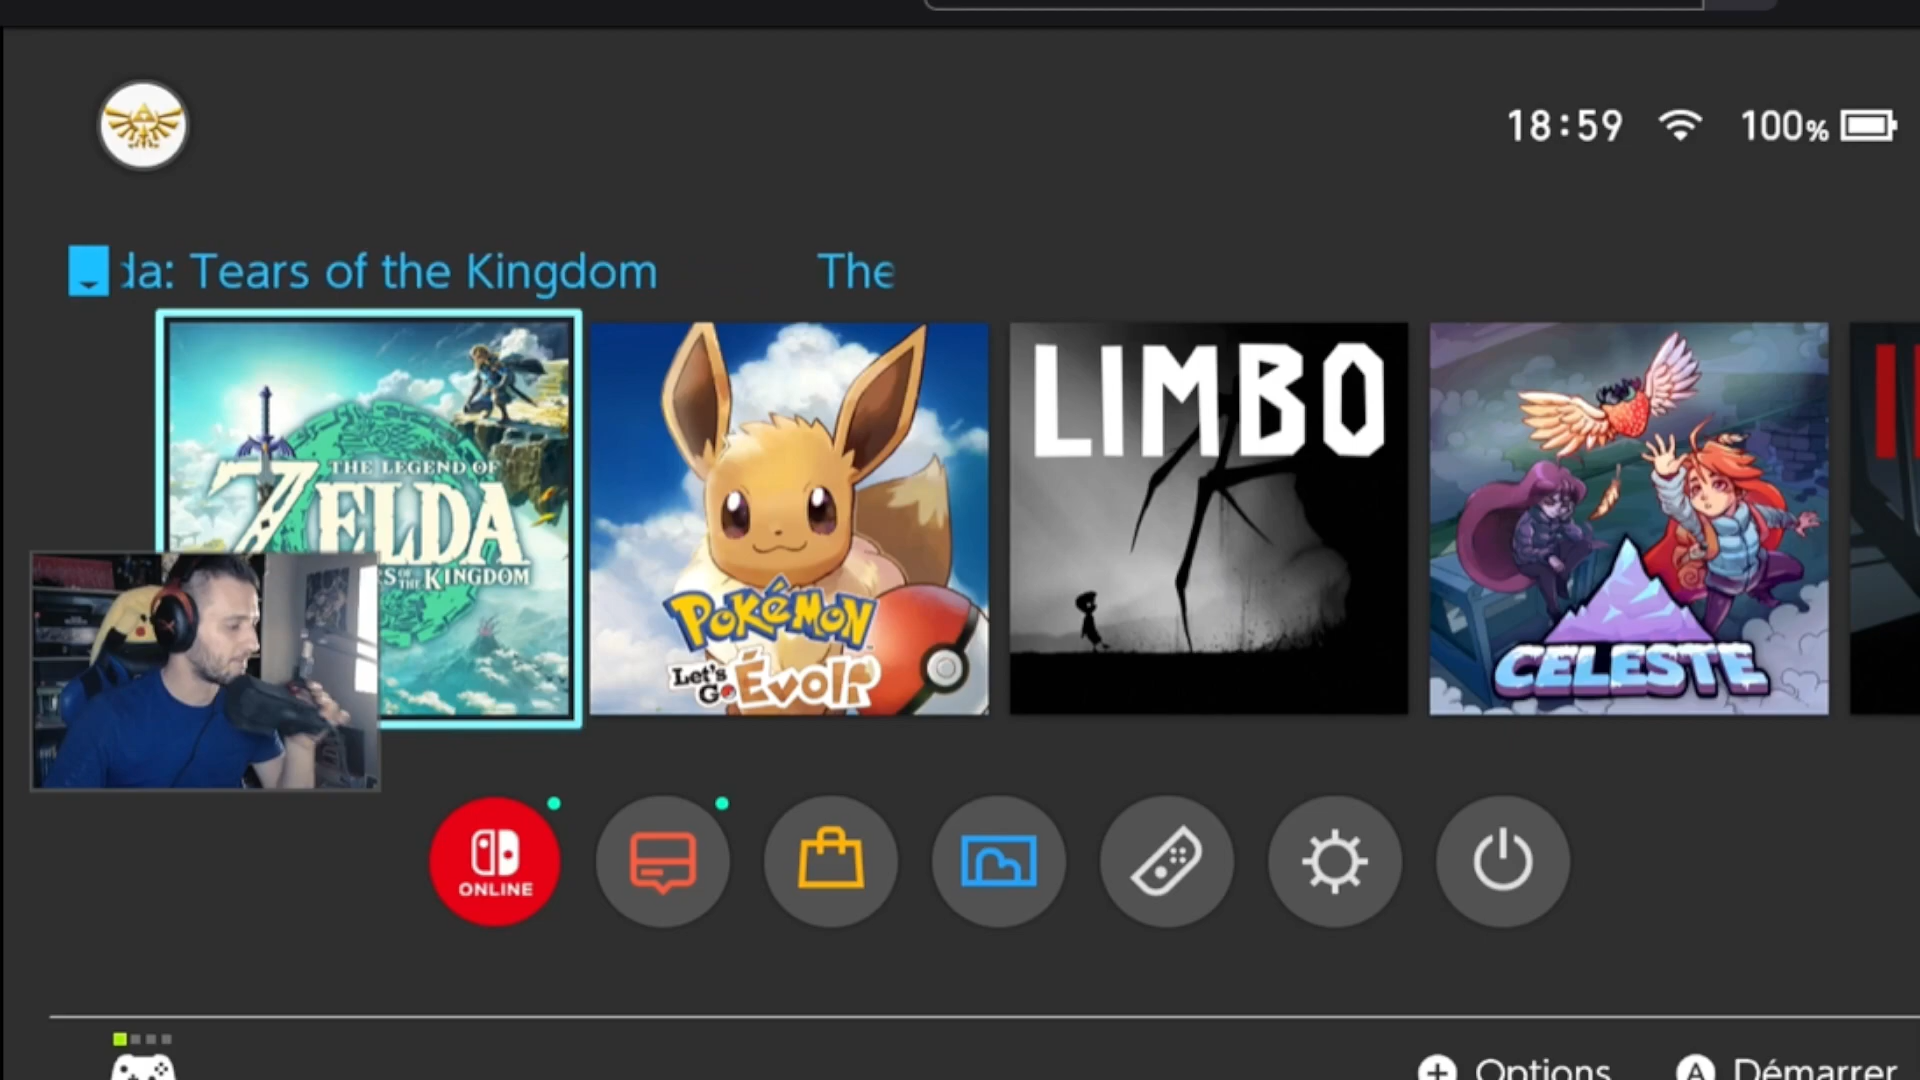 18:59 100%
da: Tears of the Kingdom The
THE LEGEND OF
ZELDA
KINGDOM
POKÉMON
Let's Go Évoli
LIMBO
CELESTE
ONLINE
Options Démarrer